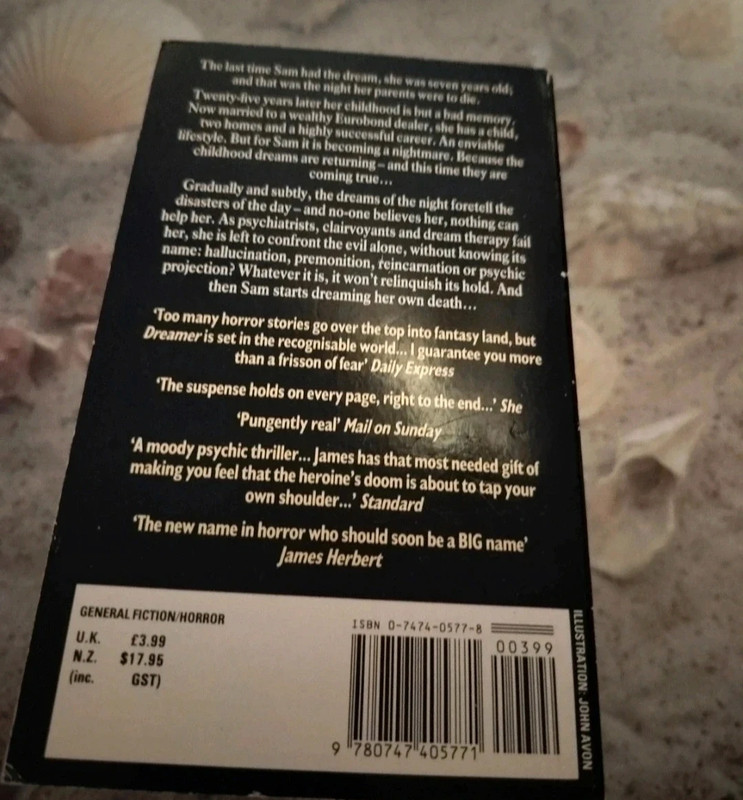 The last time Sam had the dream, she was seven years old;
and that was the night her parents were to die.
Twenty-five years later her childhood is but a bad memory.
Now married to a wealthy Eurobond dealer, she has a child,
two homes and a highly successful career. An enviable
lifestyle. But for Sam it is becoming a nightmare. Because the
childhood dreams are returning – and this time they are
coming true...
Gradually and subtly, the dreams of the night foretell the
disasters of the day – and no-one believes her, nothing can
help her. As psychiatrists, clairvoyants and dream therapy fail
her, she is left to confront the evil alone, without knowing its
name: hallucination, premonition, reincarnation or psychic
projection? Whatever it is, it won't relinquish its hold. And
then Sam starts dreaming her own death...
'Too many horror stories go over the top into fantasy land, but
Dreamer is set in the recognisable world... I guarantee you more
than a frisson of fear' Daily Express
'The suspense holds on every page, right to the end...' She
'Pungently real' Mail on Sunday
'A moody psychic thriller... James has that most needed gift of
making you feel that the heroine's doom is about to tap your
own shoulder...' Standard
'The new name in horror who should soon be a BIG name'
James Herbert
GENERAL FICTION/HORROR
U.K. £3.99
N.Z. $17.95
(inc. GST)
ISBN 0-7474-0577-8
00399
9 780747 405771
ILLUSTRATION: JOHN AVON